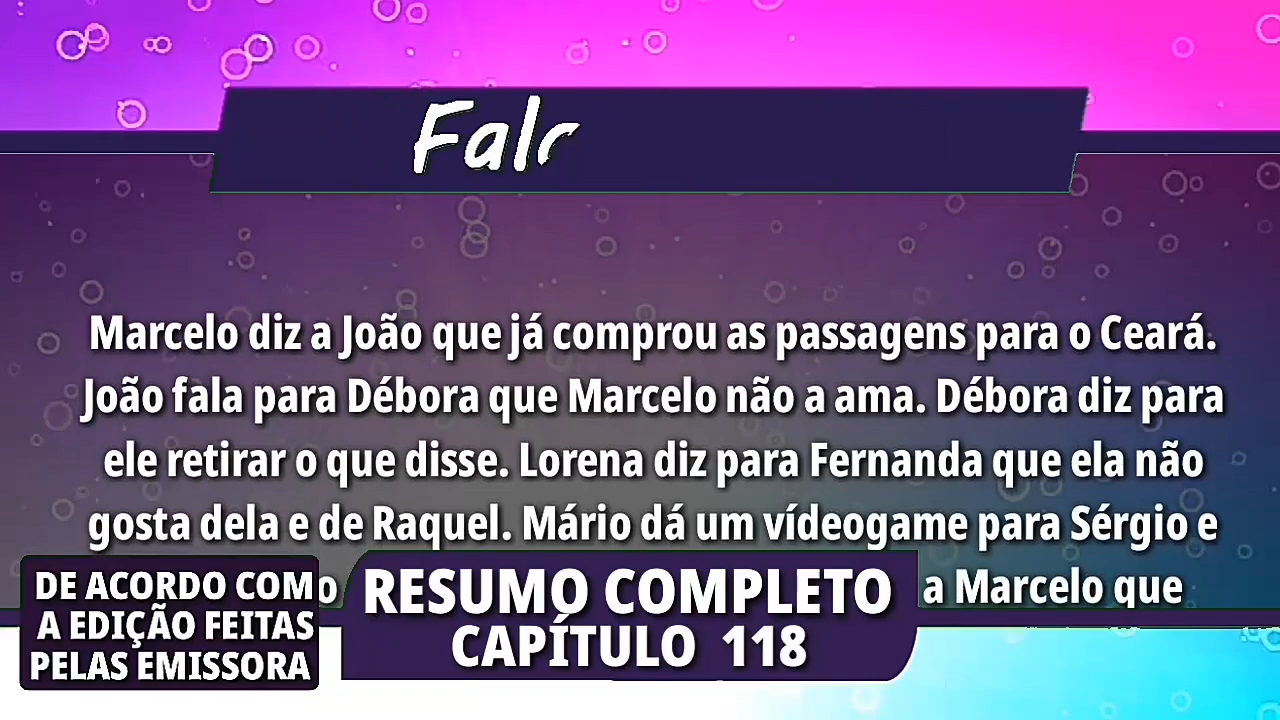 Marcelo diz a João que já comprou as passagens para o Ceará.
João fala para Débora que Marcelo não a ama. Débora diz para
ele retirar o que disse. Lorena diz para Fernanda que ela não
gosta dela e de Raquel. Mário dá um vídeogame para Sérgio e
a Marcelo que
DE ACORDO COM
A EDIÇÃO FEITAS
PELAS EMISSORA
RESUMO COMPLETO
CAPÍTULO 118